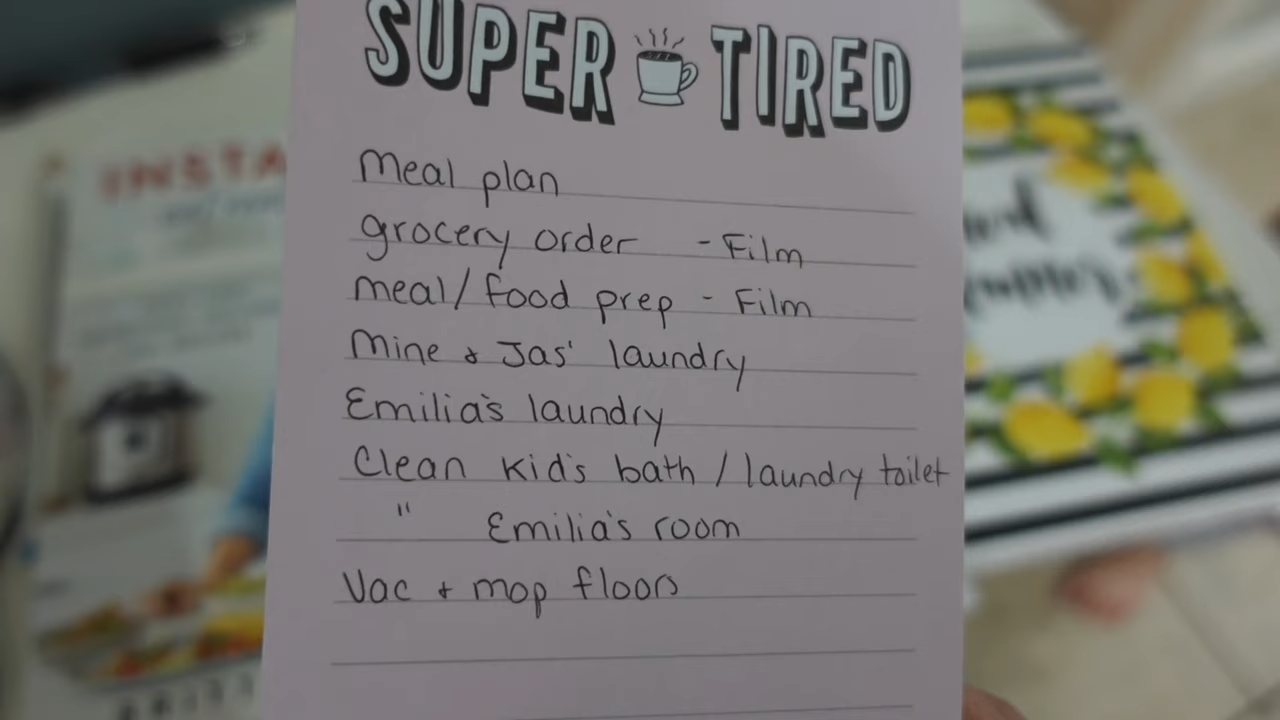 SUPER TIRED
Meal plan
grocery order - Film
meal/food prep - Film
Mine & Jas' laundry
Emilia's laundry
Clean Kid's bath / laundry toilet
" Emilia's room
Vac + mop floors
INSTA